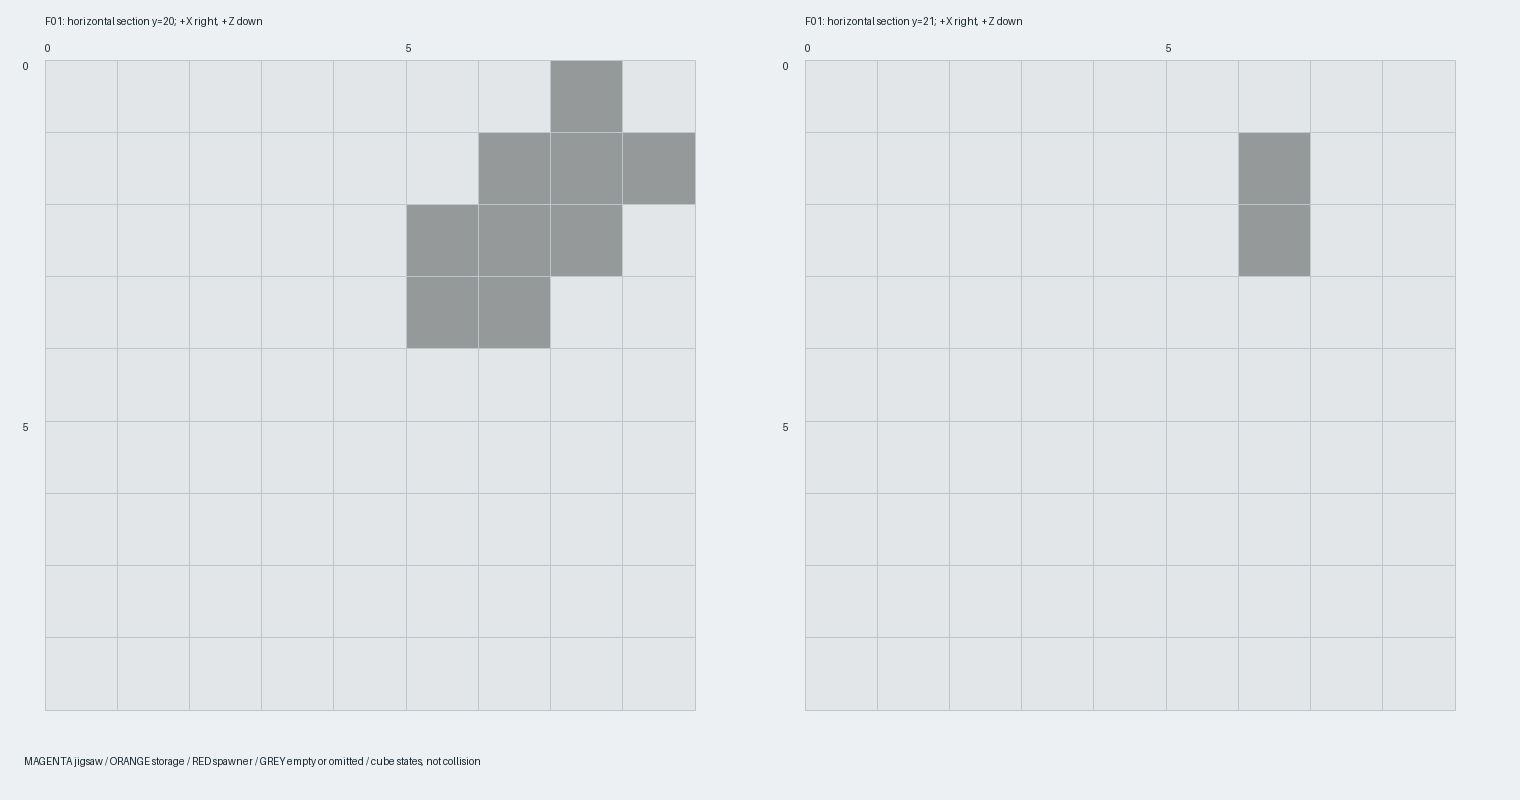 F01: horizontal section y=20; +X right, +Z down
F01: horizontal section y=21; +X right, +Z down
0 5
0 5
0
0
5
5
MAGENTA jigsaw / ORANGE storage / RED spawner / GREY empty or omitted / cube states, not collision